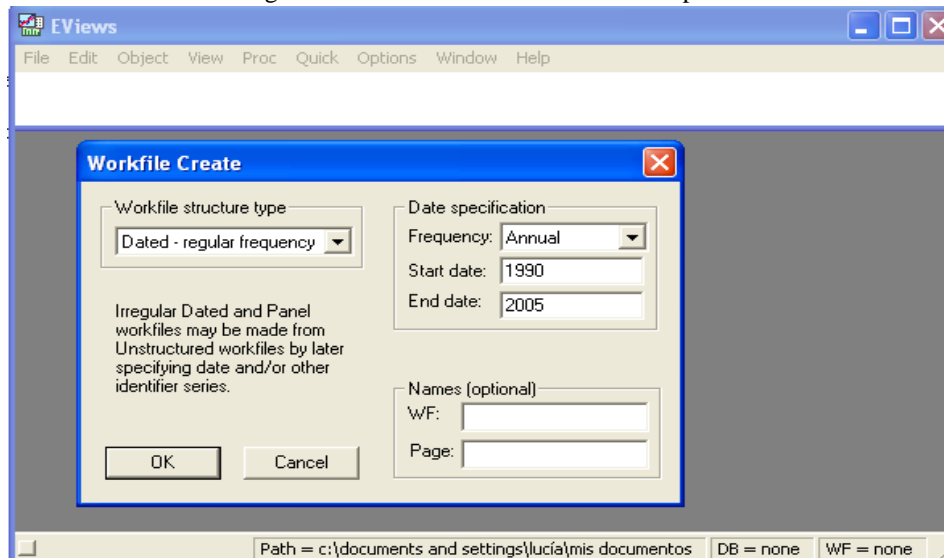 EViews
File Edit Object View Proc Quick Options Window Help
Workfile Create
Workfile structure type
Dated - regular frequency
Irregular Dated and Panel
workfiles may be made from
Unstructured workfiles by later
specifying date and/or other
identifier series.
OK Cancel
Date specification
Frequency: Annual
Start date: 1990
End date: 2005
Names (optional)
WF:
Page:
Path = c:\documents and settings\lucía\mis documentos DB = none WF = none